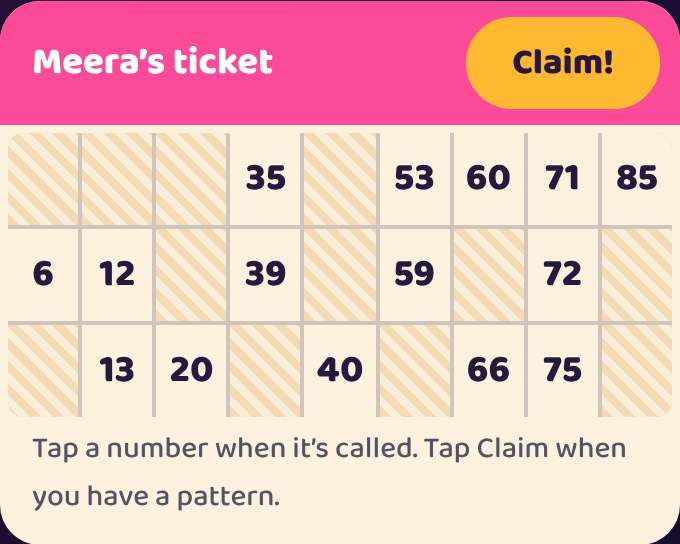 Meera's ticket
Claim!
35 53 60 71 85
6 12 39 59 72
13 20 40 66 75
Tap a number when it's called. Tap Claim when
you have a pattern.